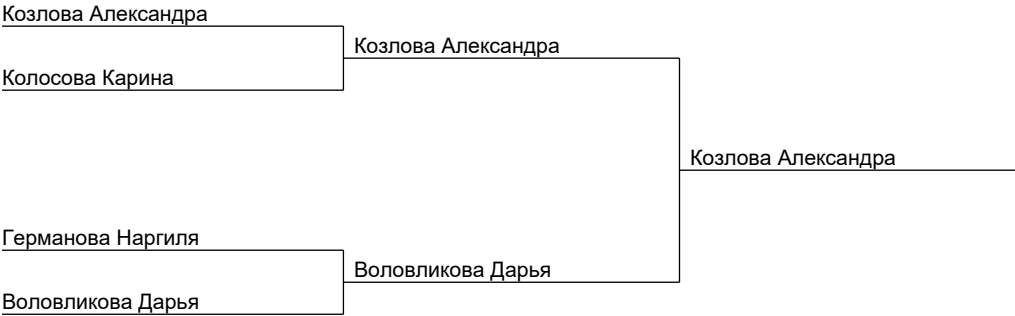 Козлова Александра
Козлова Александра
Колосова Карина
Козлова Александра
Германова Наргиля
Воловликова Дарья
Воловликова Дарья